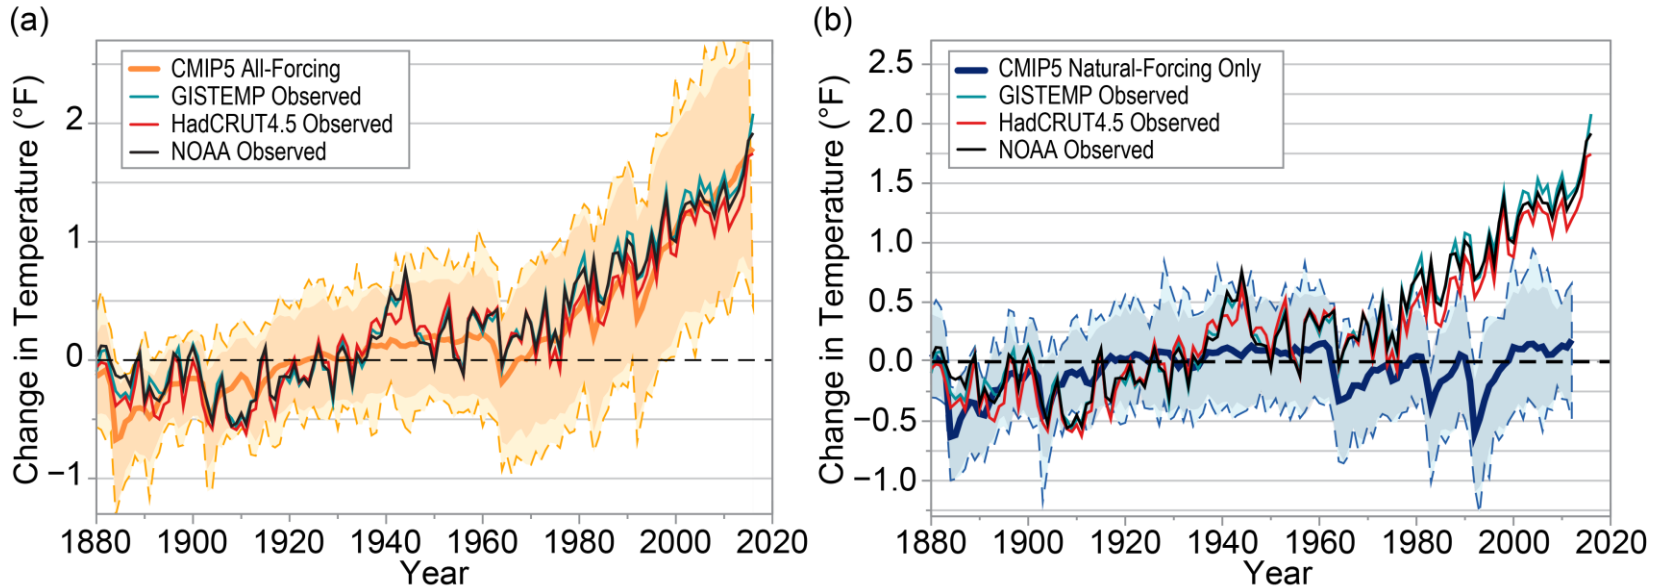 (a)
Change in Temperature (°F)
2
1
0
−1
CMIP5 All-Forcing
GISTEMP Observed
HadCRUT4.5 Observed
NOAA Observed
1880 1900 1920 1940 1960 1980 2000 2020
Year
(b)
Change in Temperature (°F)
2.5
2.0
1.5
1.0
0.5
0.0
−0.5
−1.0
CMIP5 Natural-Forcing Only
GISTEMP Observed
HadCRUT4.5 Observed
NOAA Observed
1880 1900 1920 1940 1960 1980 2000 2020
Year